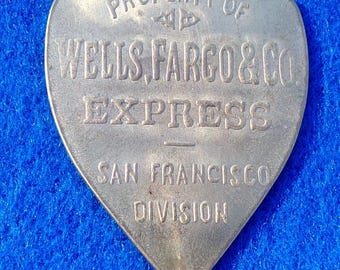 PROPERTY OF
WELLS, FARGO & CO.
EXPRESS
SAN FRANCISCO
DIVISION